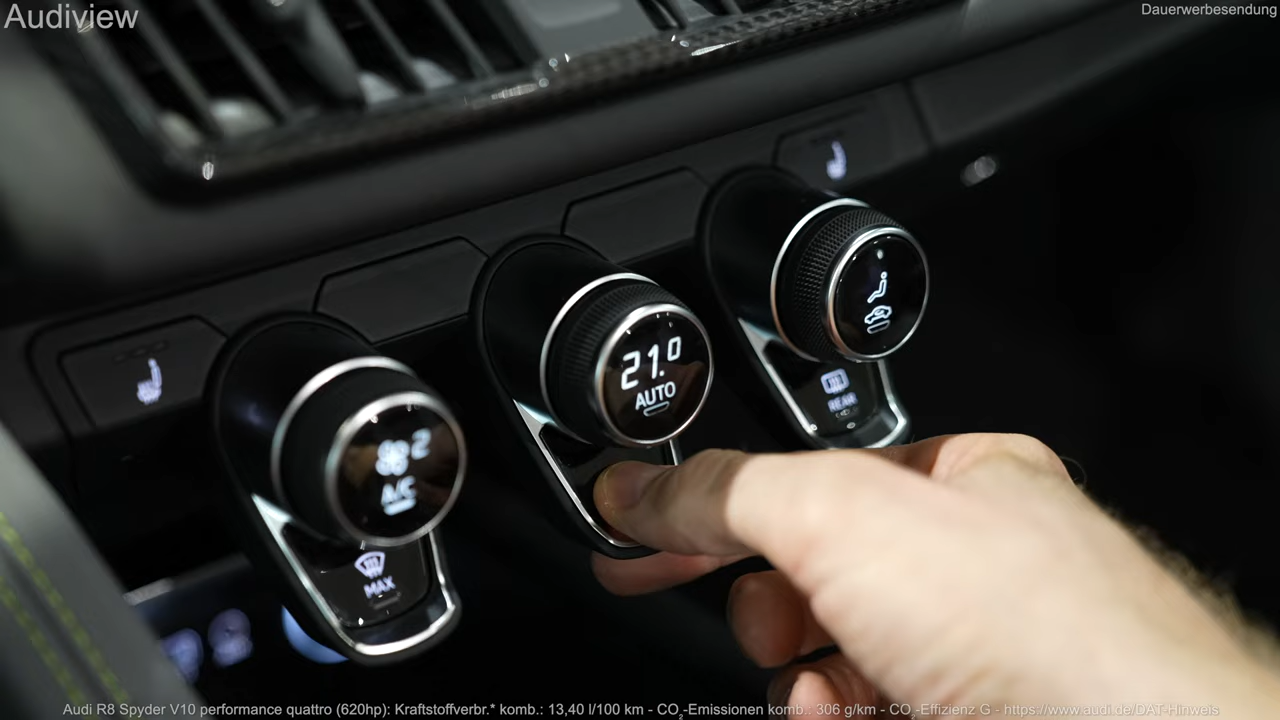 Audiview
Dauerwerbesendung
21.0
AUTO
2
A/C
REAR
MAX
Audi R8 Spyder V10 performance quattro (620hp): Kraftstoffverbr.* komb.: 13,40 l/100 km - CO₂-Emissionen komb.: 306 g/km - CO₂-Effizienz G - https://www.audi.de/DAT-Hinweis